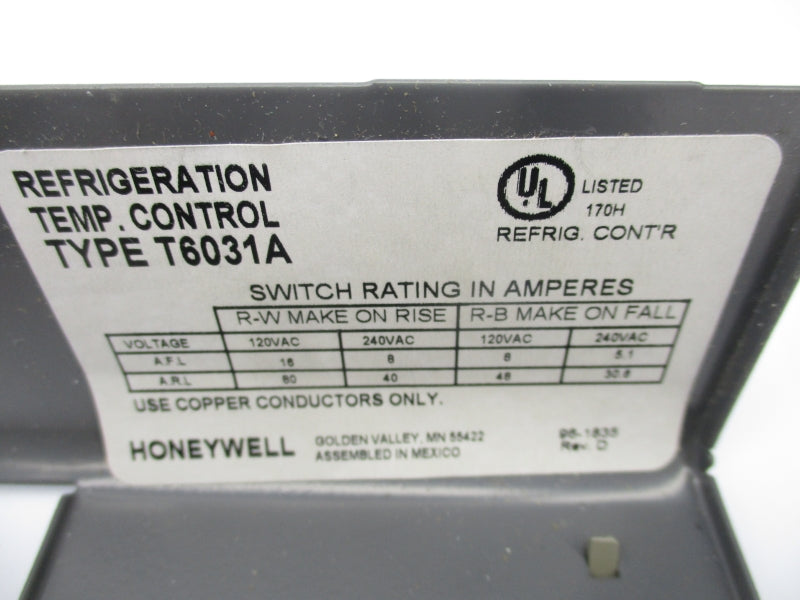 REFRIGERATION
TEMP. CONTROL
TYPE T6031A
UL LISTED
170H
REFRIG. CONT'R
SWITCH RATING IN AMPERES
R-W MAKE ON RISE R-B MAKE ON FALL
VOLTAGE 120VAC 240VAC 120VAC 240VAC
A.F.L 16 8 8 5.1
A.R.L 80 40 48 30.6
USE COPPER CONDUCTORS ONLY.
HONEYWELL
GOLDEN VALLEY, MN 55422
ASSEMBLED IN MEXICO
Rev. D